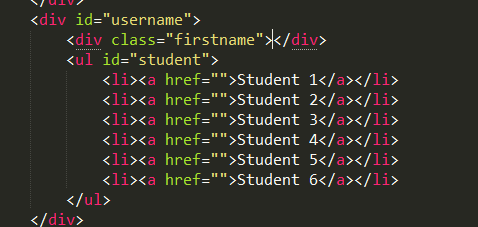 </div>
<div id="username">
<div class="firstname"></div>
<ul id="student">
<li><a href="">Student 1</a></li>
<li><a href="">Student 2</a></li>
<li><a href="">Student 3</a></li>
<li><a href="">Student 4</a></li>
<li><a href="">Student 5</a></li>
<li><a href="">Student 6</a></li>
</ul>
</div>